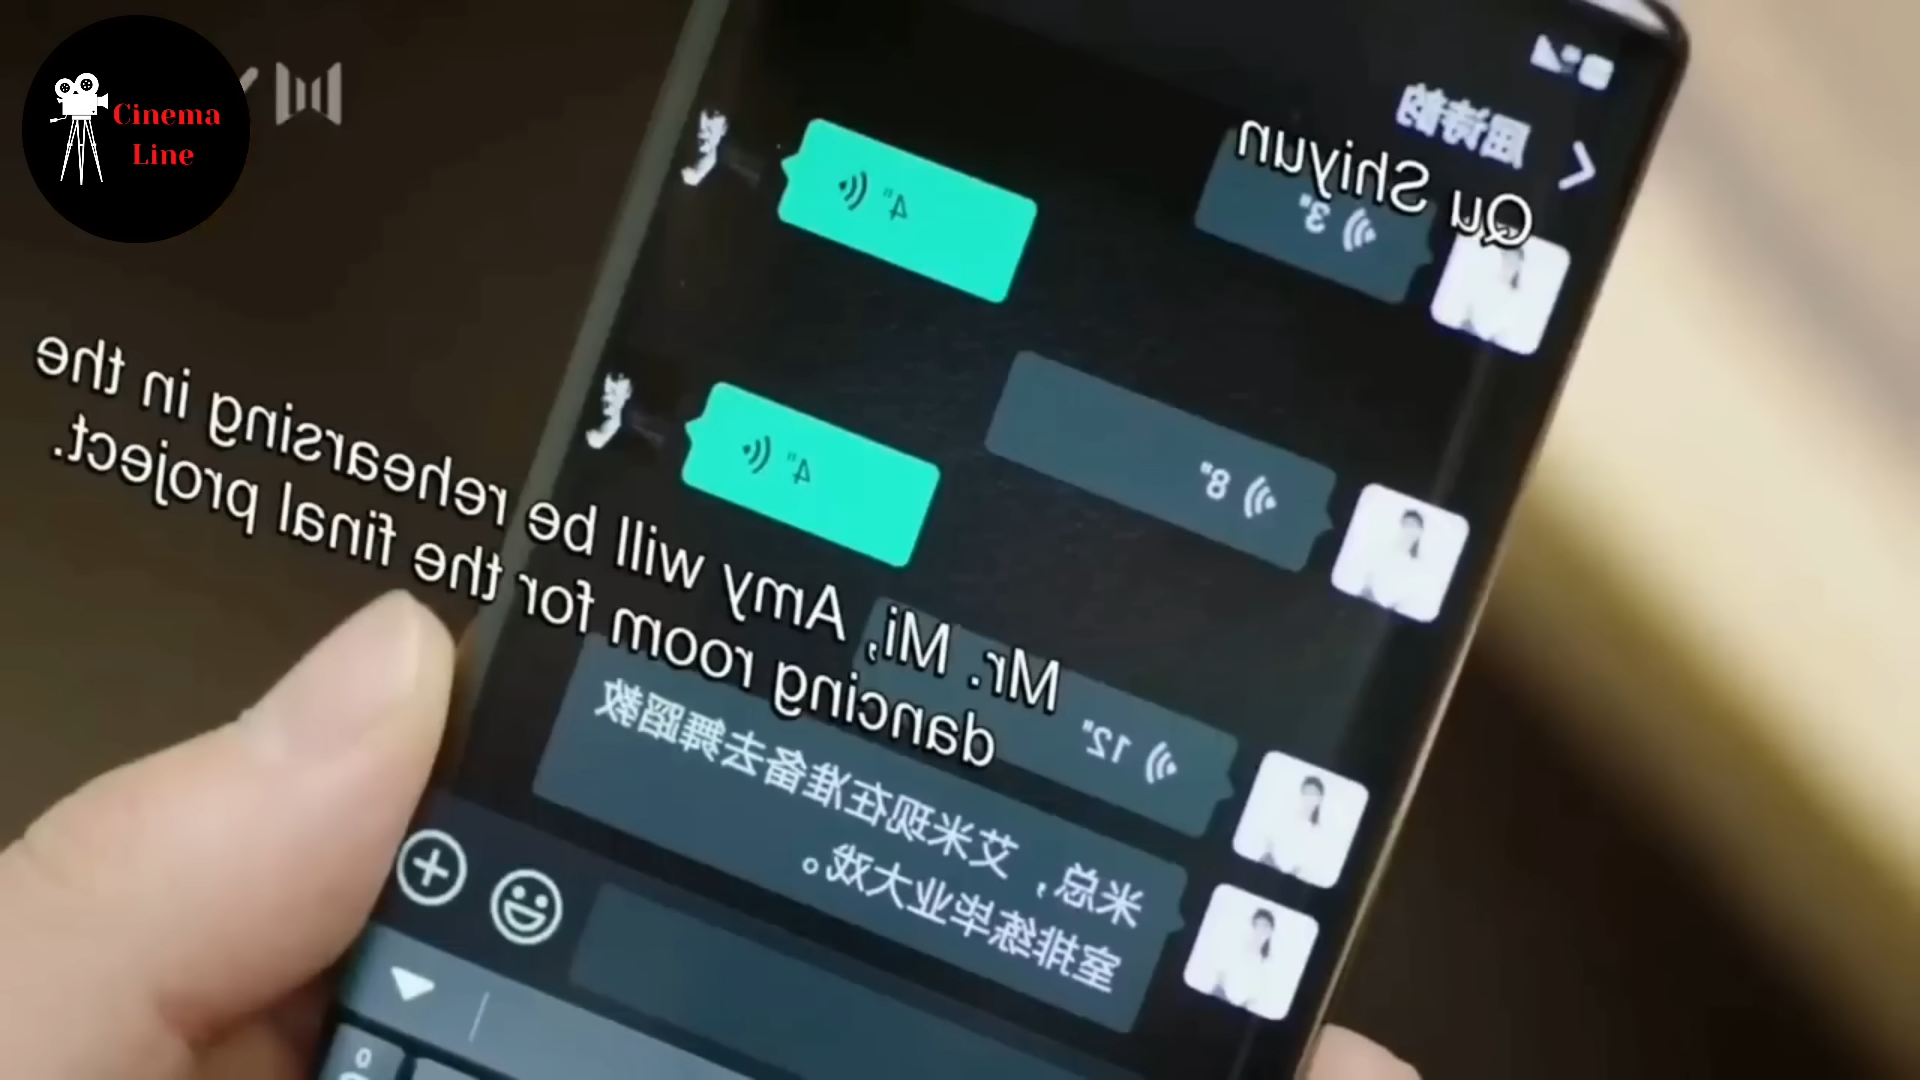 Cinema
Line
屈诗韵
Qu Shiyun
3"
4"
8"
4"
12"
Mr. Mi, Amy will be rehearsing in the
dancing room for the final project.
米总，艾米现在准备去舞蹈教
室排练毕业大戏。